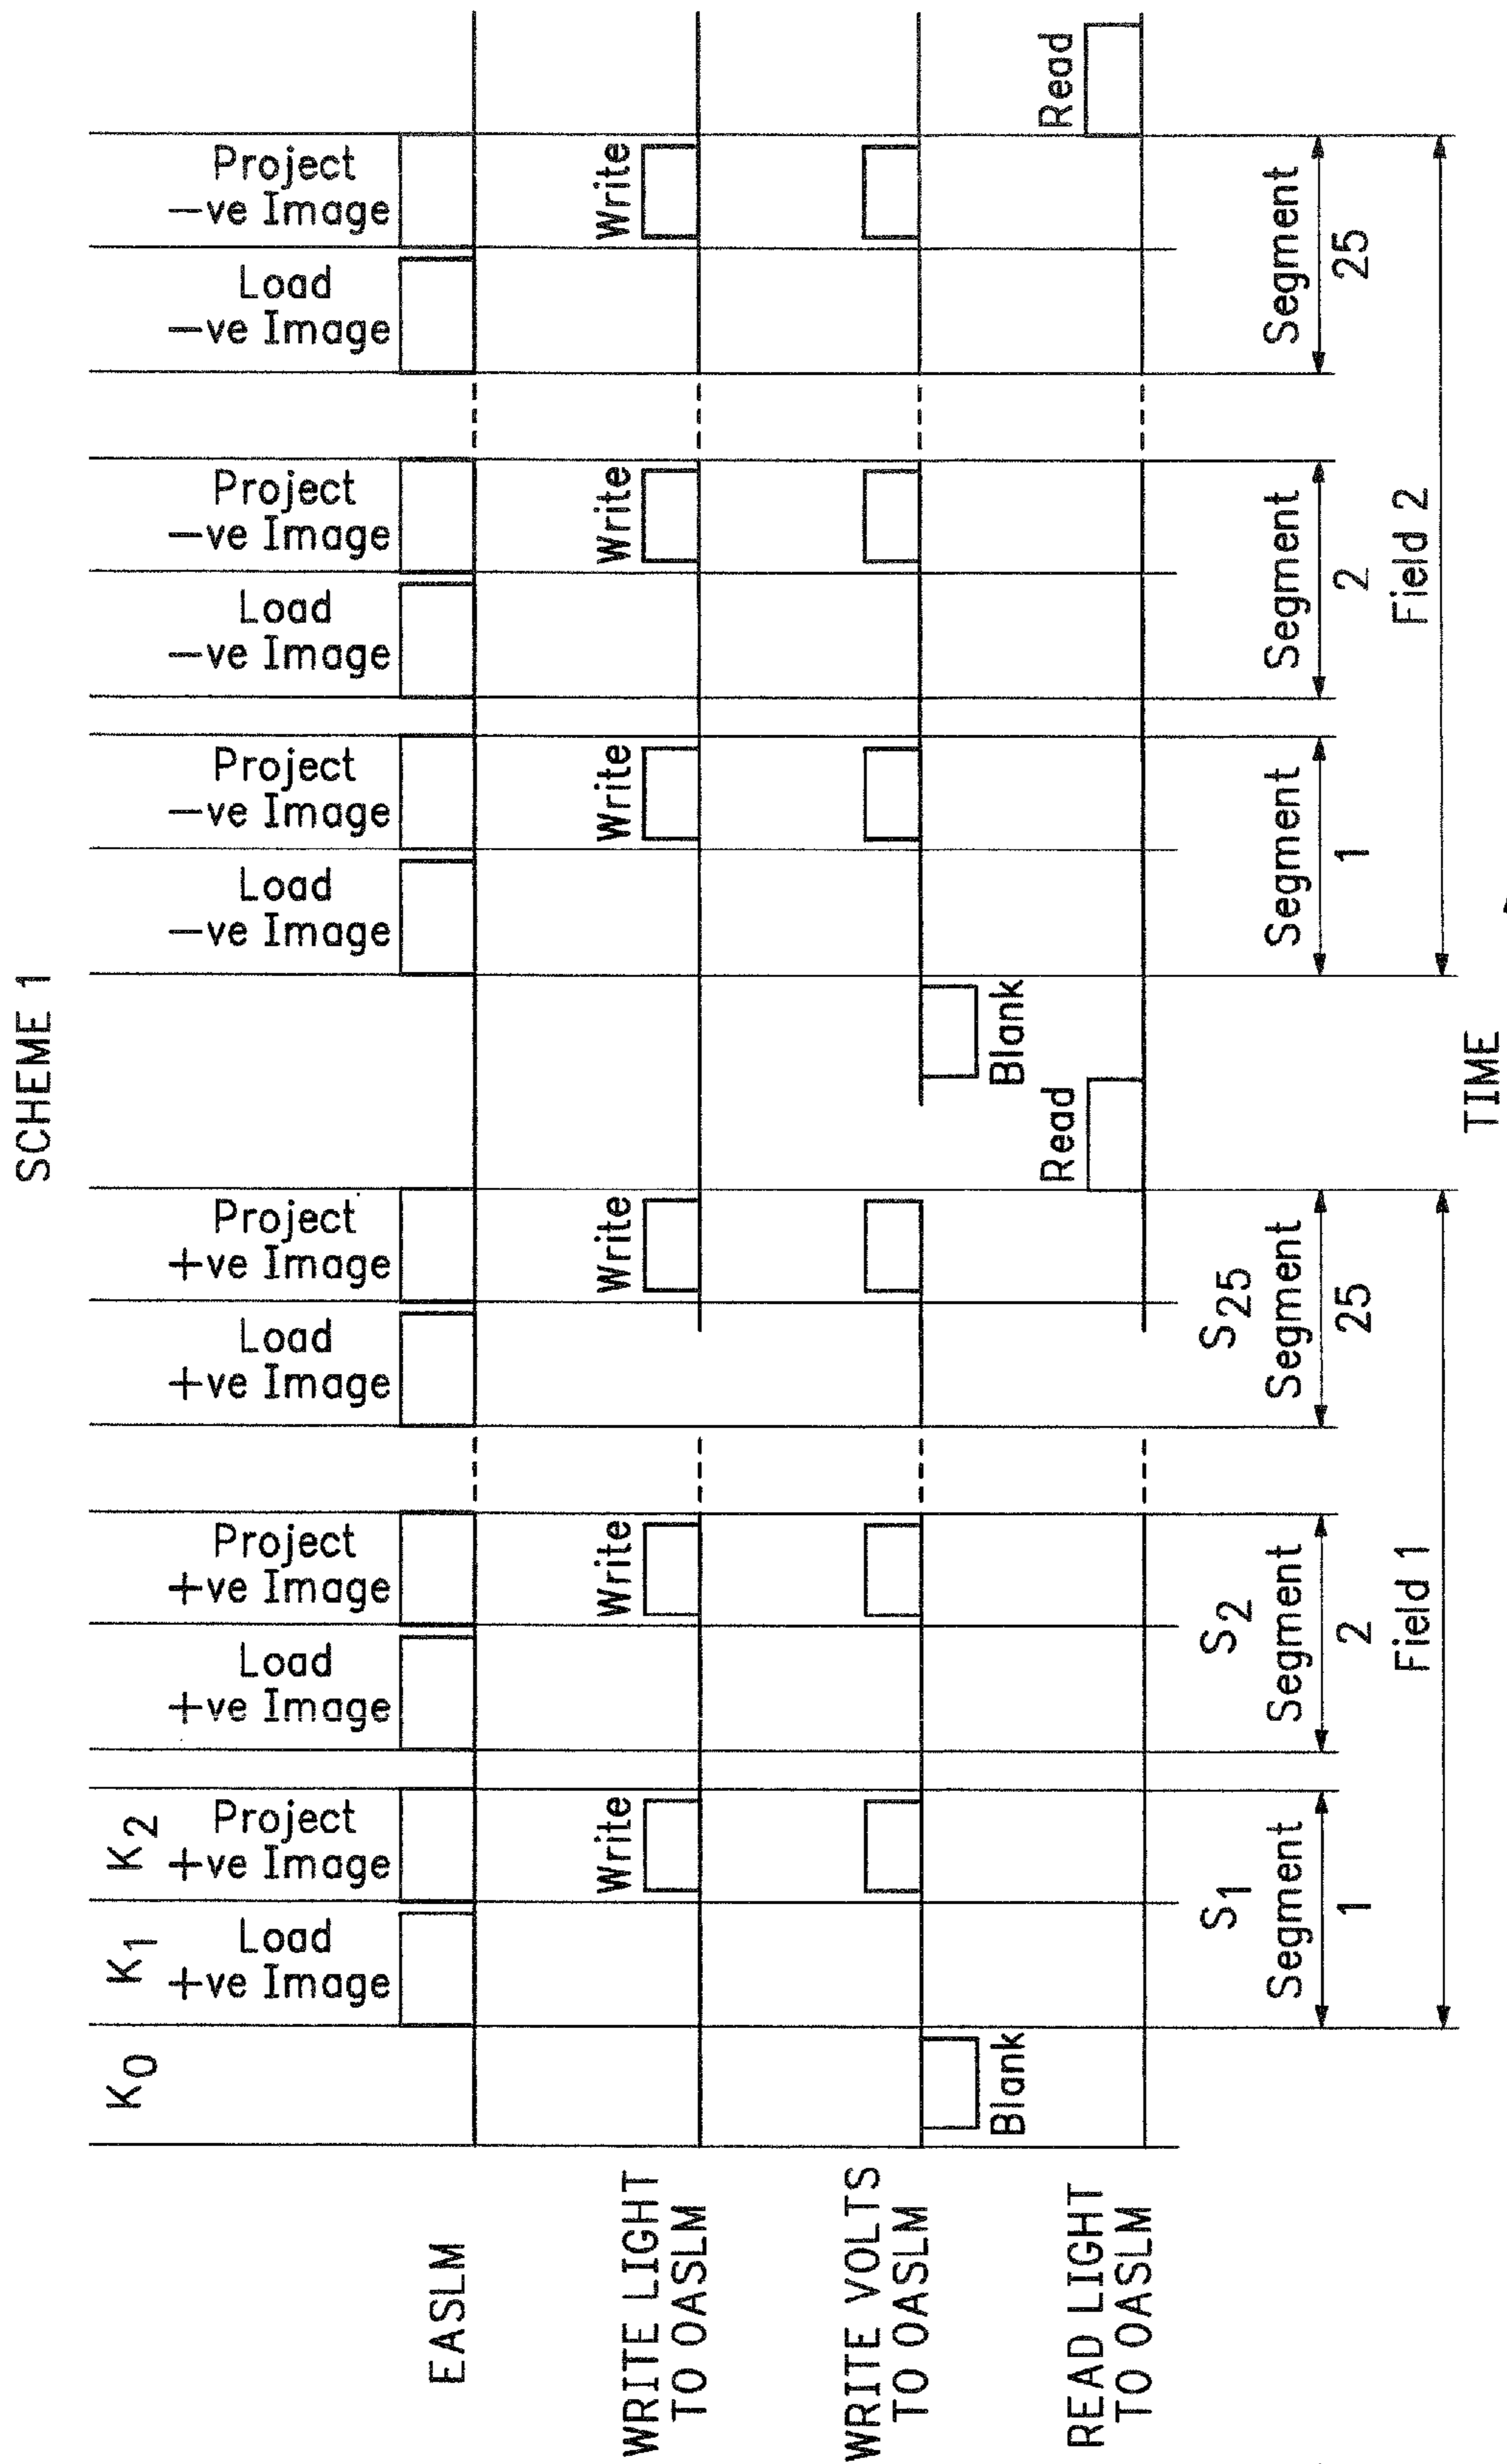 SCHEME 1
K0
K1
K2
Load
+ve Image
Project
+ve Image
Load
+ve Image
Project
+ve Image
Load
+ve Image
Project
+ve Image
Load
-ve Image
Project
-ve Image
Load
-ve Image
Project
-ve Image
Load
-ve Image
Project
-ve Image
EASLM
WRITE LIGHT
TO OASLM
Write
Write
Write
Write
Write
Write
WRITE VOLTS
TO OASLM
Blank
Blank
READ LIGHT
TO OASLM
Read
Read
S1
Segment
1
S2
Segment
2
S25
Segment
25
Segment
1
Segment
2
Segment
25
Field 1
Field 2
TIME